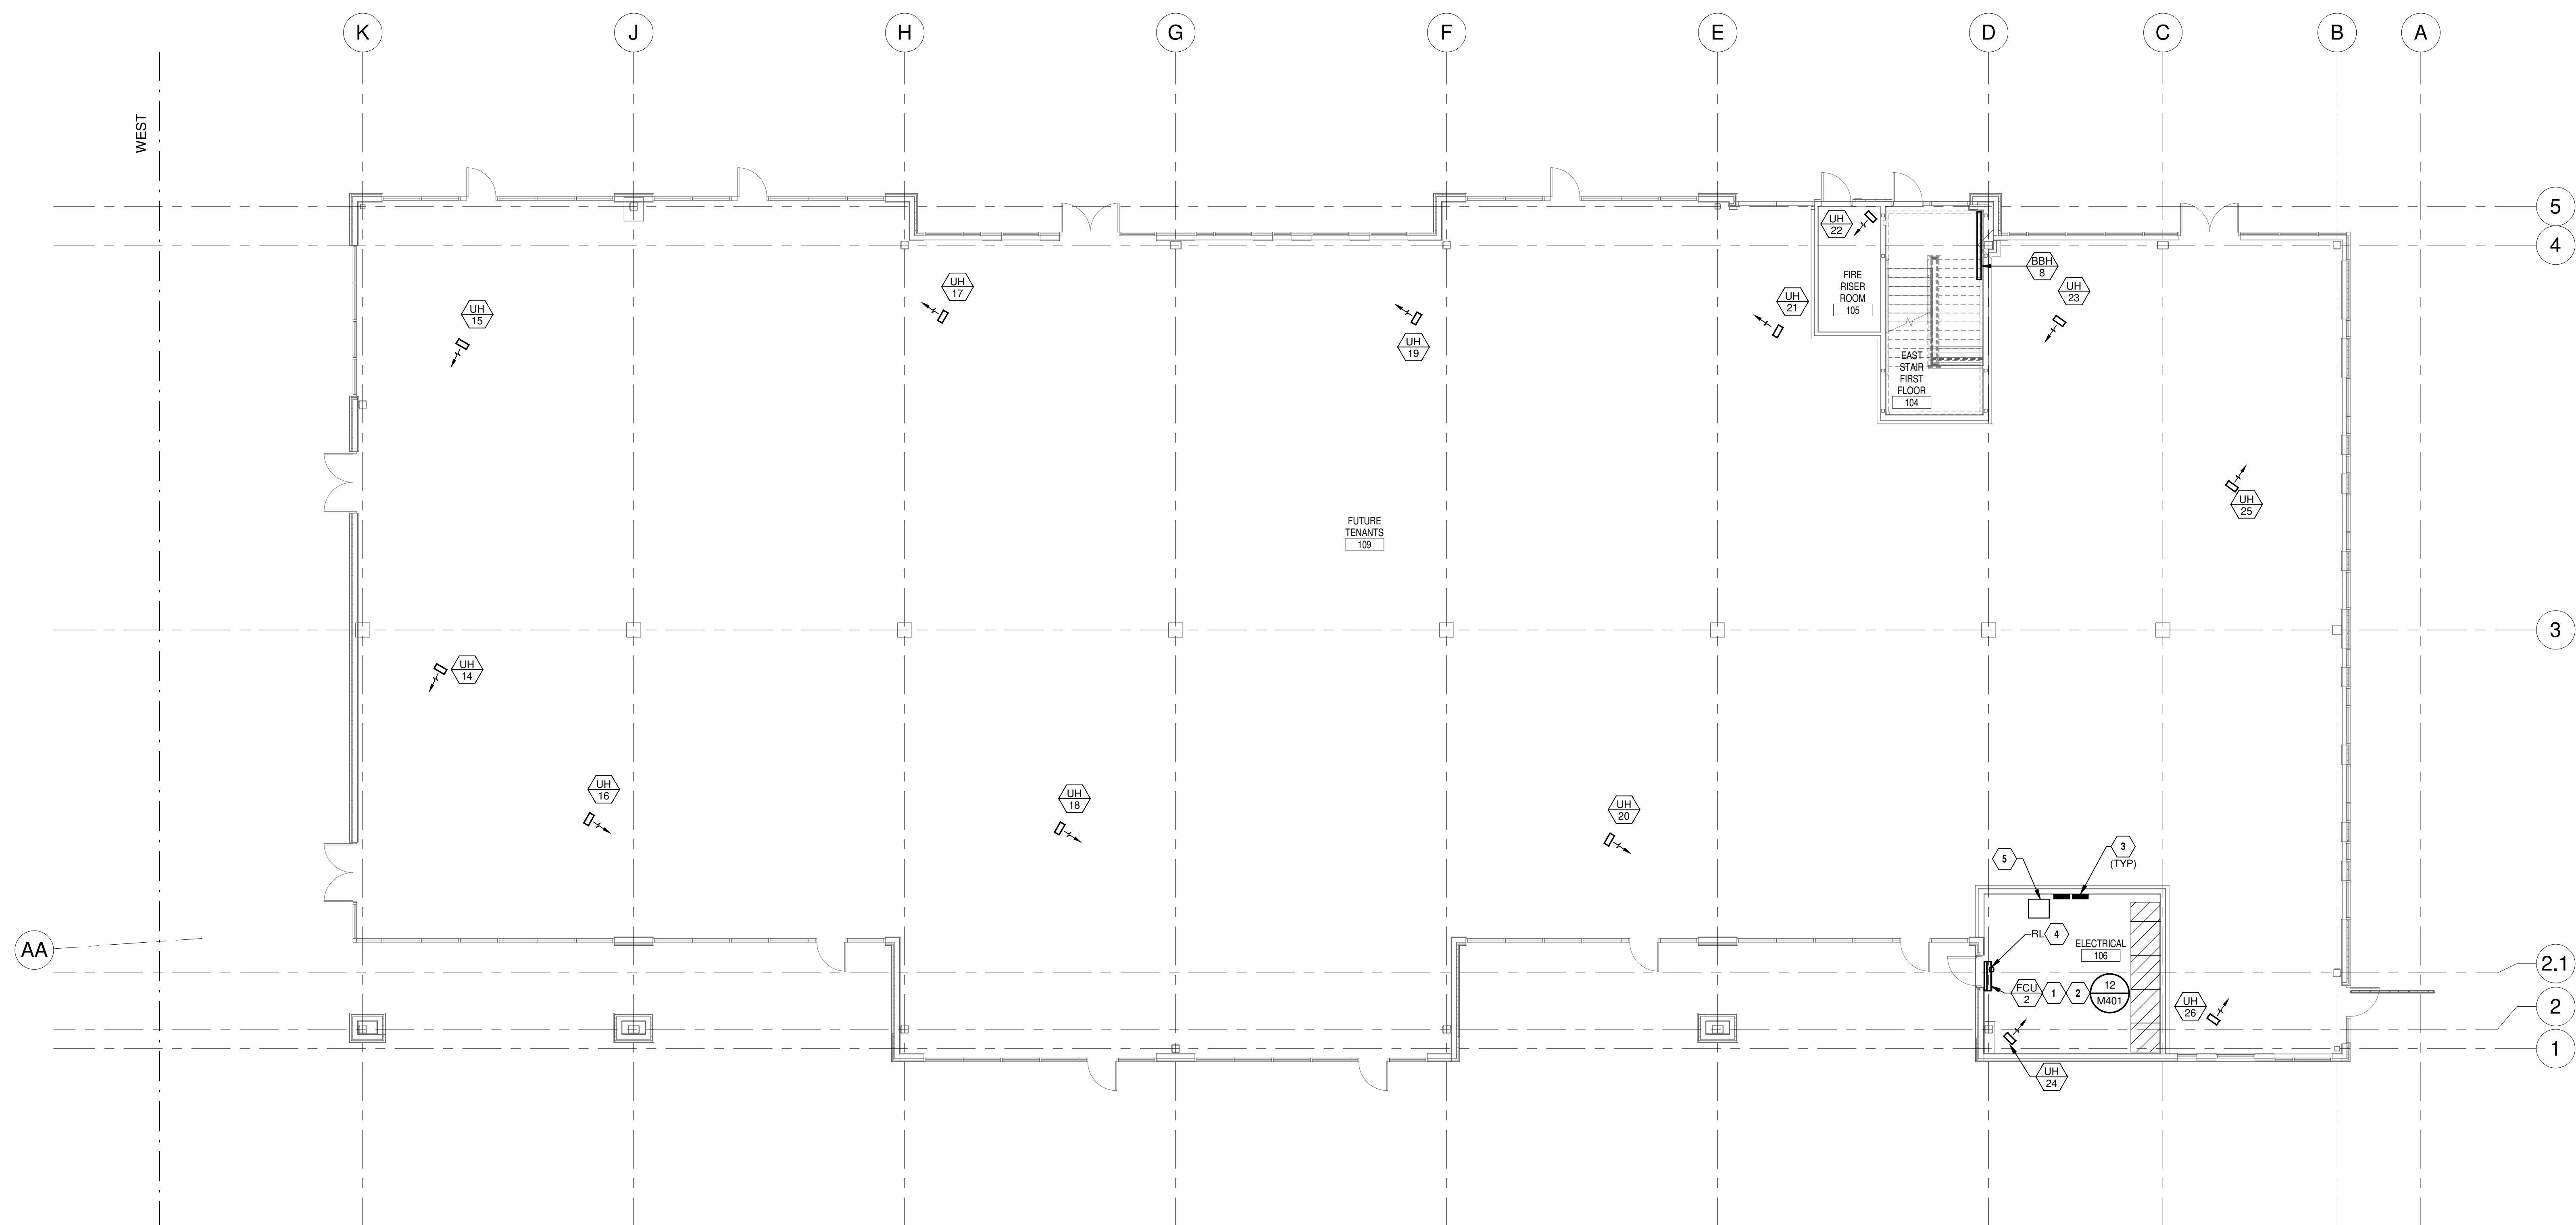 K
J
H
G
F
E
D
C
B
A
WEST
5
4
UH
22
UH
17
BBH
8
FIRE
RISER
ROOM
105
UH
23
UH
21
UH
15
UH
19
EAST
STAIR
FIRST
FLOOR
104
UH
25
FUTURE
TENANTS
109
3
UH
14
UH
16
UH
18
UH
20
5
3
(TYP)
RL
4
ELECTRICAL
106
AA
2.1
FCU
2
1
2
12
M401
UH
26
2
1
UH
24